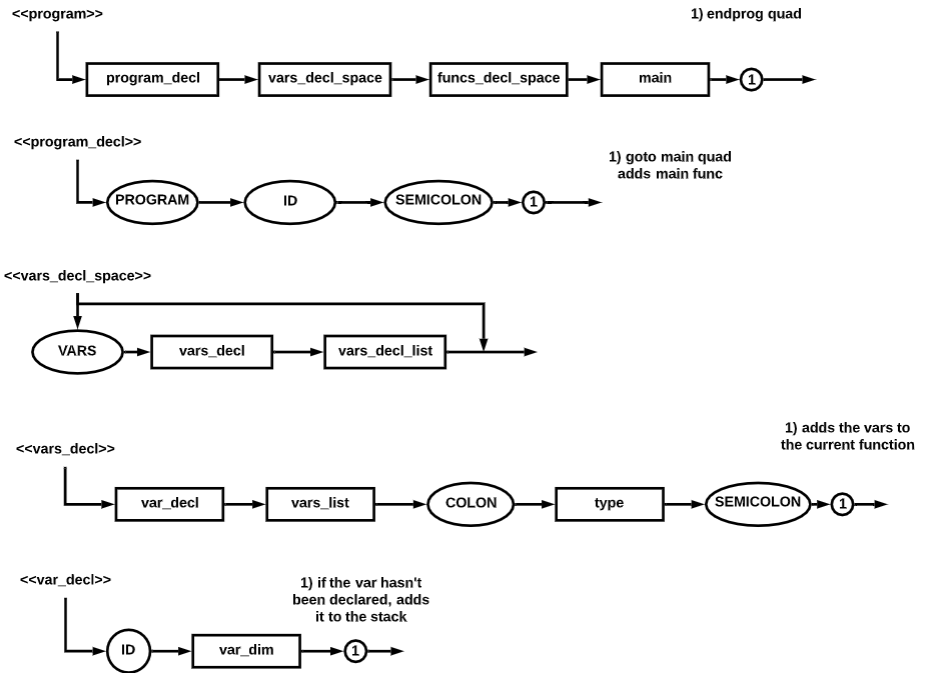 <<program>>
1) endprog quad
program_decl
vars_decl_space
funcs_decl_space
main
1
<<program_decl>>
1) goto main quad
adds main func
PROGRAM
ID
SEMICOLON
1
<<vars_decl_space>>
VARS
vars_decl
vars_decl_list
<<vars_decl>>
1) adds the vars to
the current function
var_decl
vars_list
COLON
type
SEMICOLON
1
<<var_decl>>
1) if the var hasn't
been declared, adds
it to the stack
ID
var_dim
1